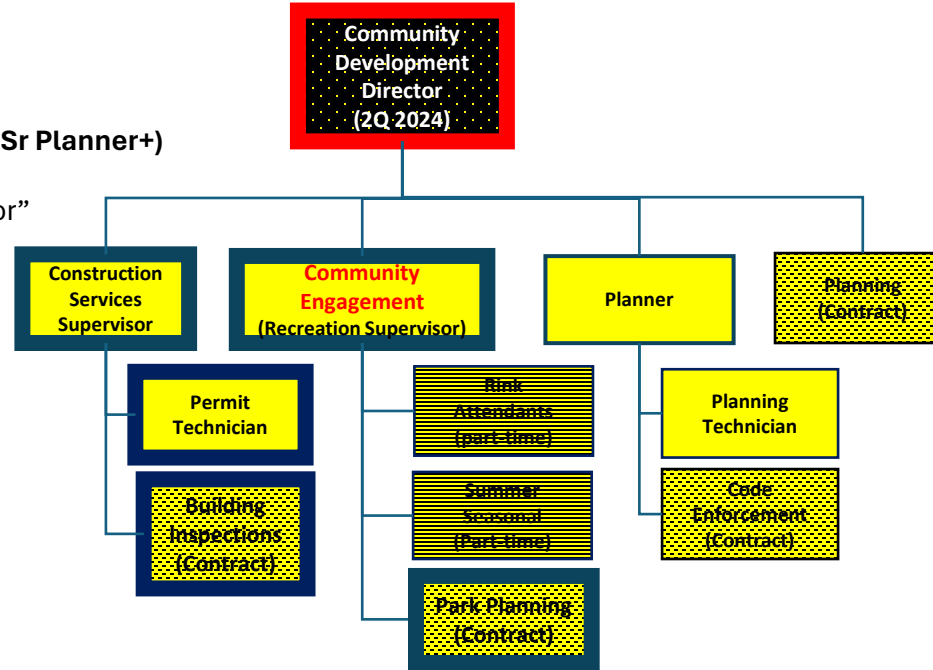 Community
Development
Director
(2Q 2024)
Sr Planner+)
or”
Construction
Services
Supervisor
Community
Engagement
(Recreation Supervisor)
Planner
Planning
(Contract)
Permit
Technician
Rink
Attendants
(part-time)
Planning
Technician
Building
Inspections
(Contract)
Summer
Seasonal
(Part-time)
Code
Enforcement
(Contract)
Park Planning
(Contract)